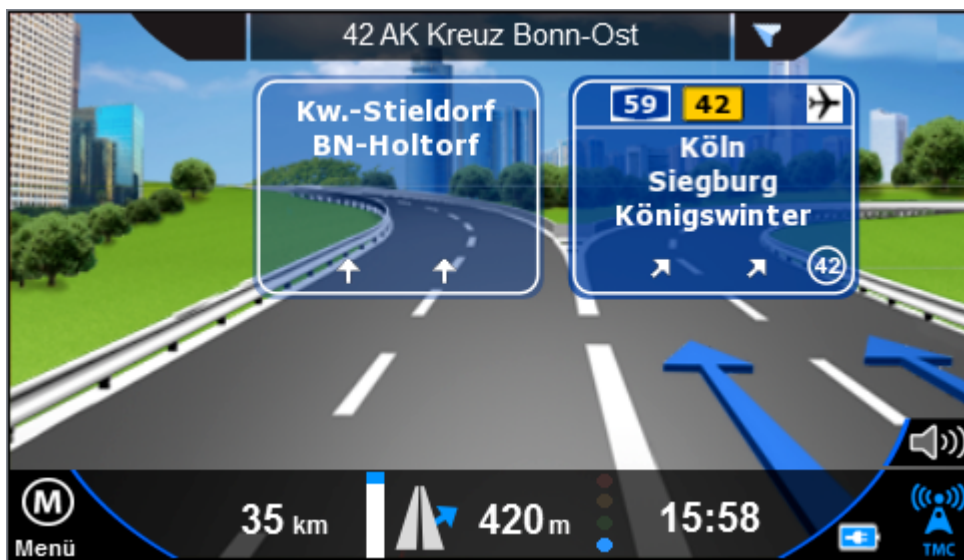 42 AK Kreuz Bonn-Ost
Kw.-Stieldorf
BN-Holtorf
59 42
Köln
Siegburg
Königswinter
42
M
Menü
35 km
420 m
15:58
TMC